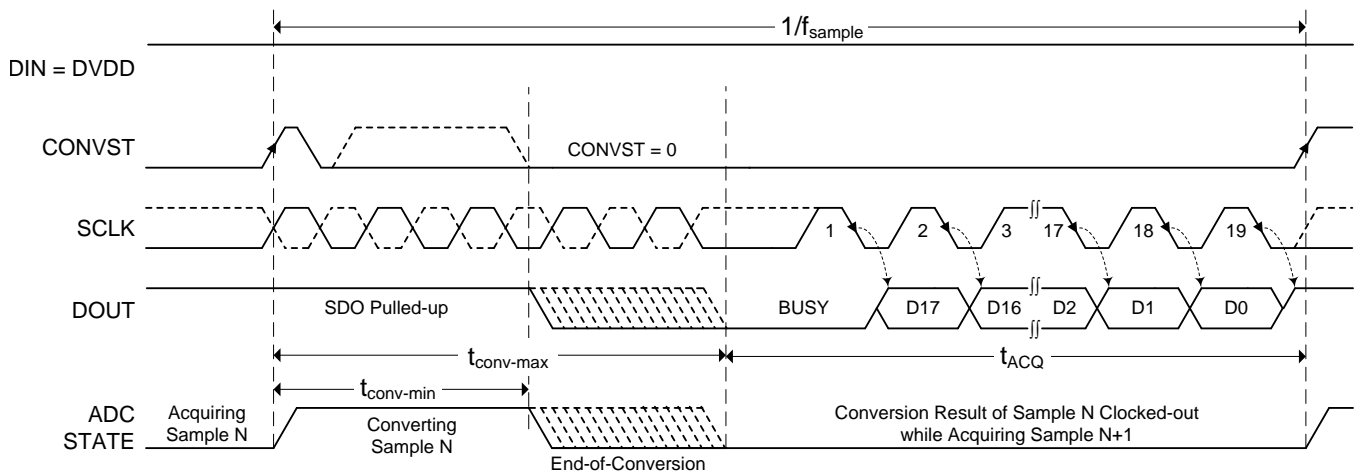 1/fsample
DIN = DVDD
CONVST
CONVST = 0
SCLK
1
2
3
17
18
19
DOUT
SDO Pulled-up
BUSY
D17
D16
D2
D1
D0
tconv-max
tACQ
tconv-min
ADC
STATE
Acquiring
Sample N
Converting
Sample N
End-of-Conversion
Conversion Result of Sample N Clocked-out
while Acquiring Sample N+1